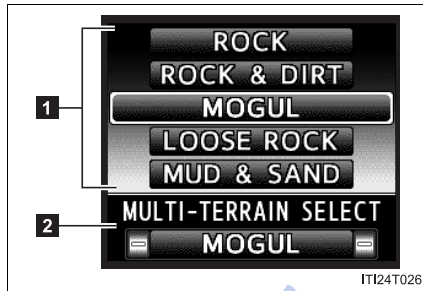 ROCK
ROCK & DIRT
1
MOGUL
LOOSE ROCK
MUD & SAND
MULTI-TERRAIN SELECT
2
MOGUL
ITI24T026